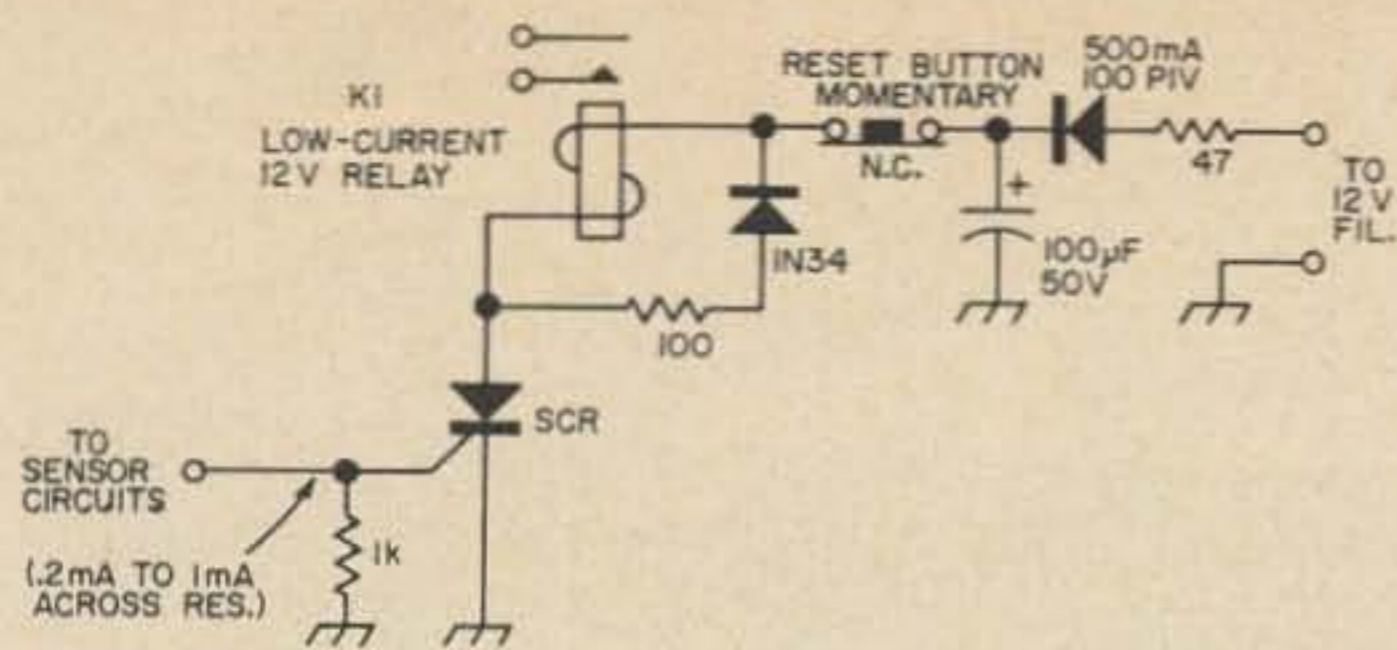 K1
LOW-CURRENT
12V RELAY
RESET BUTTON
MOMENTARY
N.C.
500mA
100 PIV
47
TO
12V
FIL.
+
100µF
50V
1N34
100
SCR
TO
SENSOR
CIRCUITS
1k
(.2mA TO 1mA
ACROSS RES.)